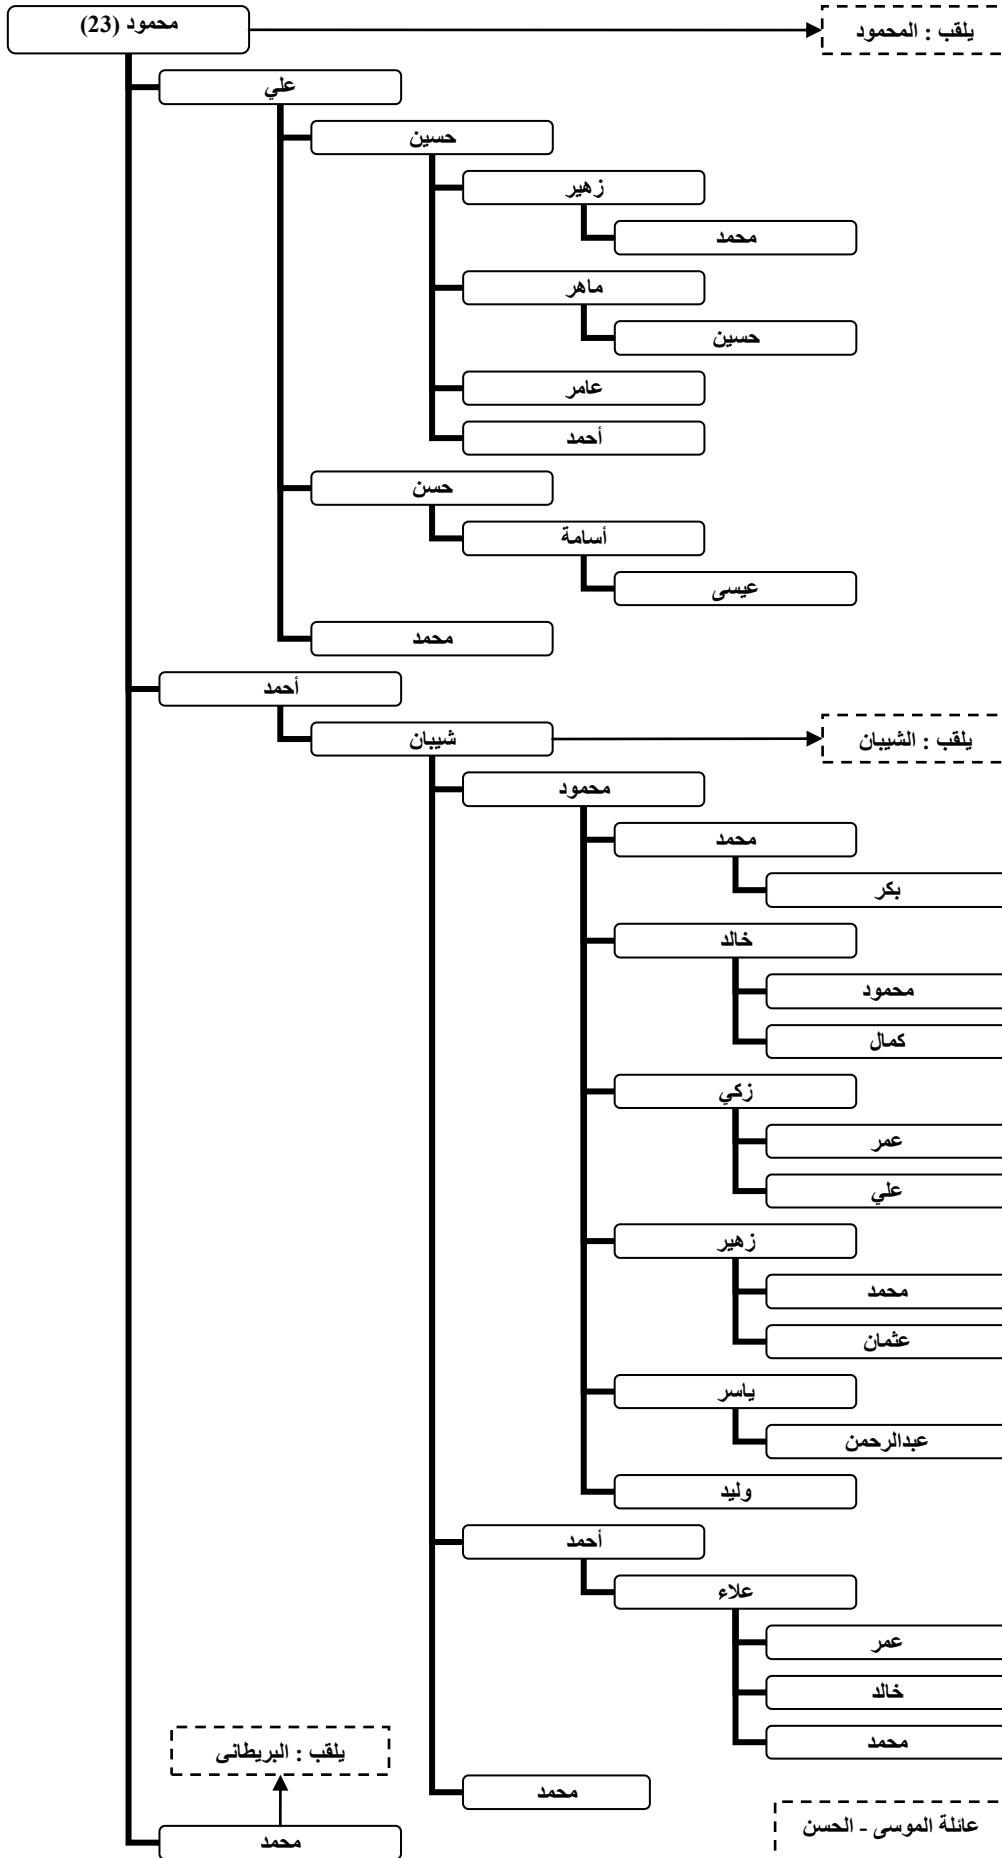 محمود (23)
يلقب : المحمود
علي
حسين
زهير
محمد
ماهر
حسين
عامر
أحمد
حسن
أسامة
عيسى
محمد
أحمد
شيبان
يلقب : الشيبان
محمود
محمد
بكر
خالد
محمود
كمال
زكي
عمر
علي
زهير
محمد
عثمان
ياسر
عبدالرحمن
وليد
أحمد
علاء
عمر
خالد
محمد
يلقب : البريطانى
محمد
عائلة الموسى - الحسن
محمد